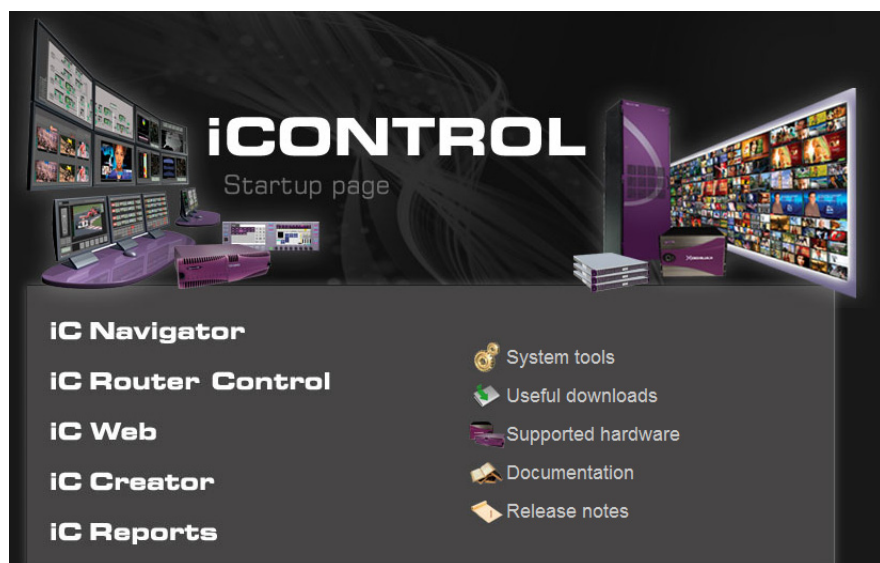 iCONTROL
Startup page
iC Navigator
iC Router Control
iC Web
iC Creator
iC Reports
System tools
Useful downloads
Supported hardware
Documentation
Release notes